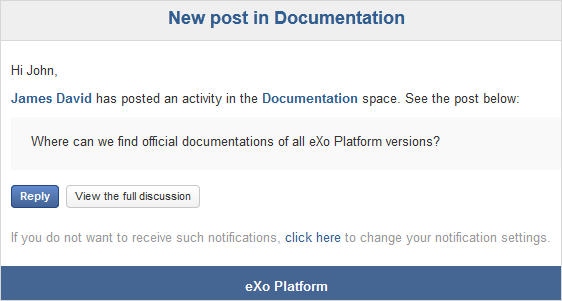 New post in Documentation
Hi John,
James David has posted an activity in the Documentation space. See the post below:
Where can we find official documentations of all eXo Platform versions?
Reply View the full discussion
If you do not want to receive such notifications, click here to change your notification settings.
eXo Platform